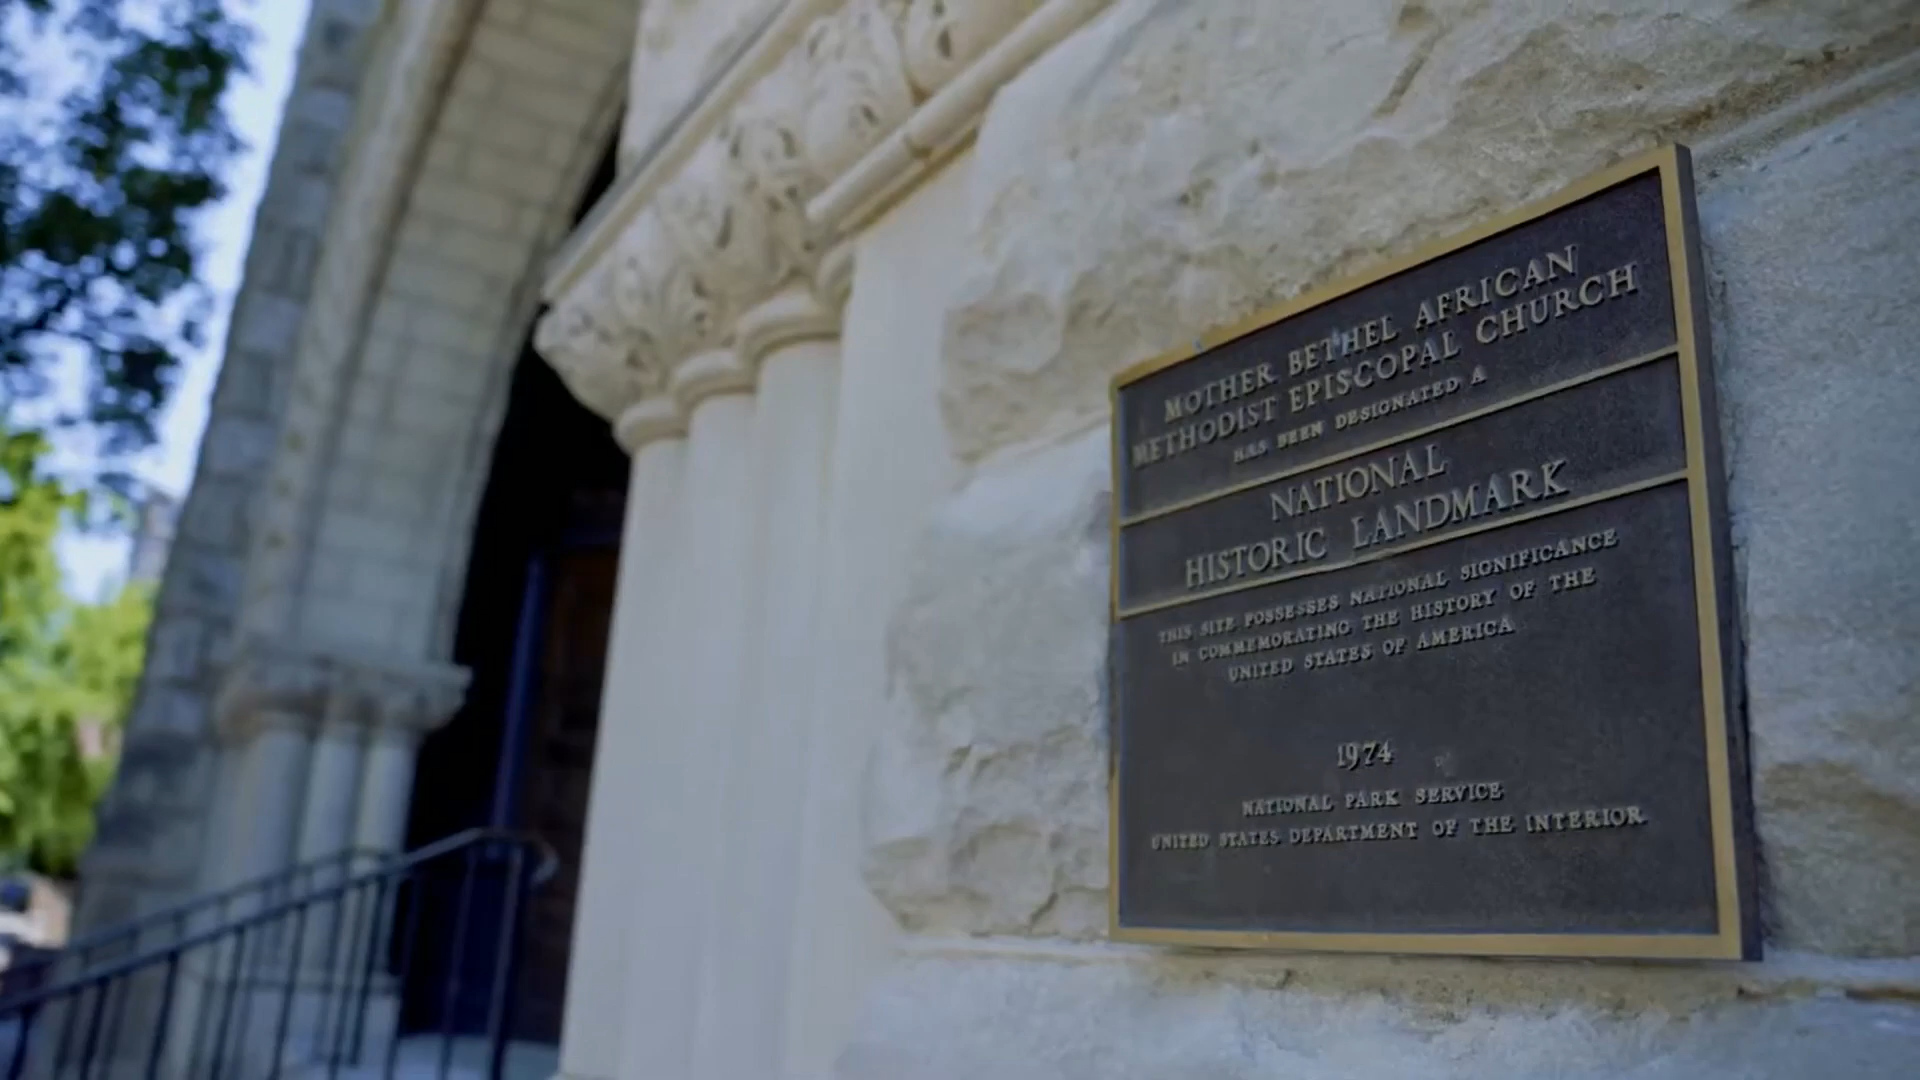 MOTHER BETHEL AFRICAN
METHODIST EPISCOPAL CHURCH
HAS BEEN DESIGNATED A
NATIONAL
HISTORIC LANDMARK
THIS SITE POSSESSES NATIONAL SIGNIFICANCE
IN COMMEMORATING THE HISTORY OF THE
UNITED STATES OF AMERICA
1974
NATIONAL PARK SERVICE
UNITED STATES DEPARTMENT OF THE INTERIOR